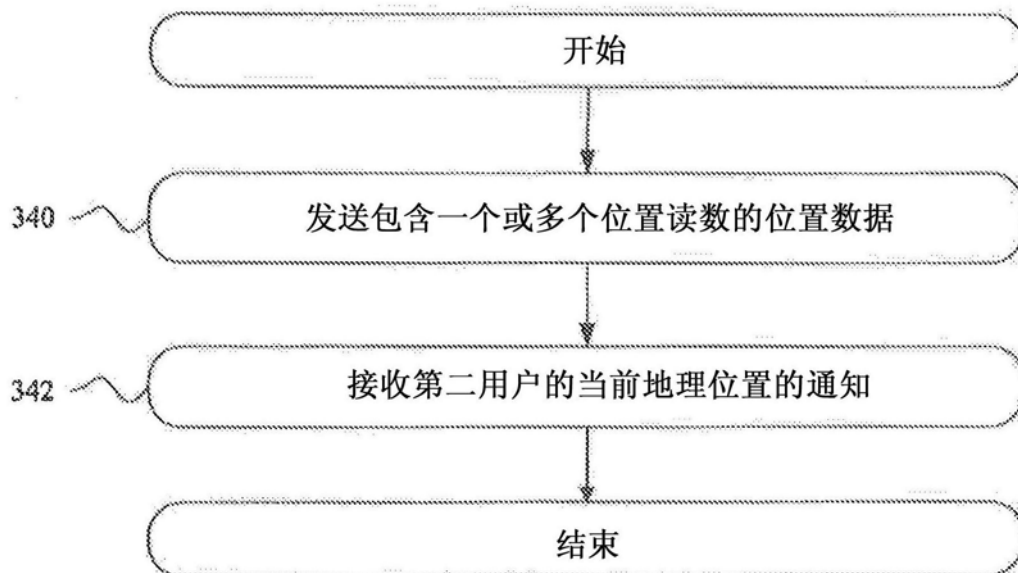 开始
340
发送包含一个或多个位置读数的位置数据
342
接收第二用户的当前地理位置的通知
结束